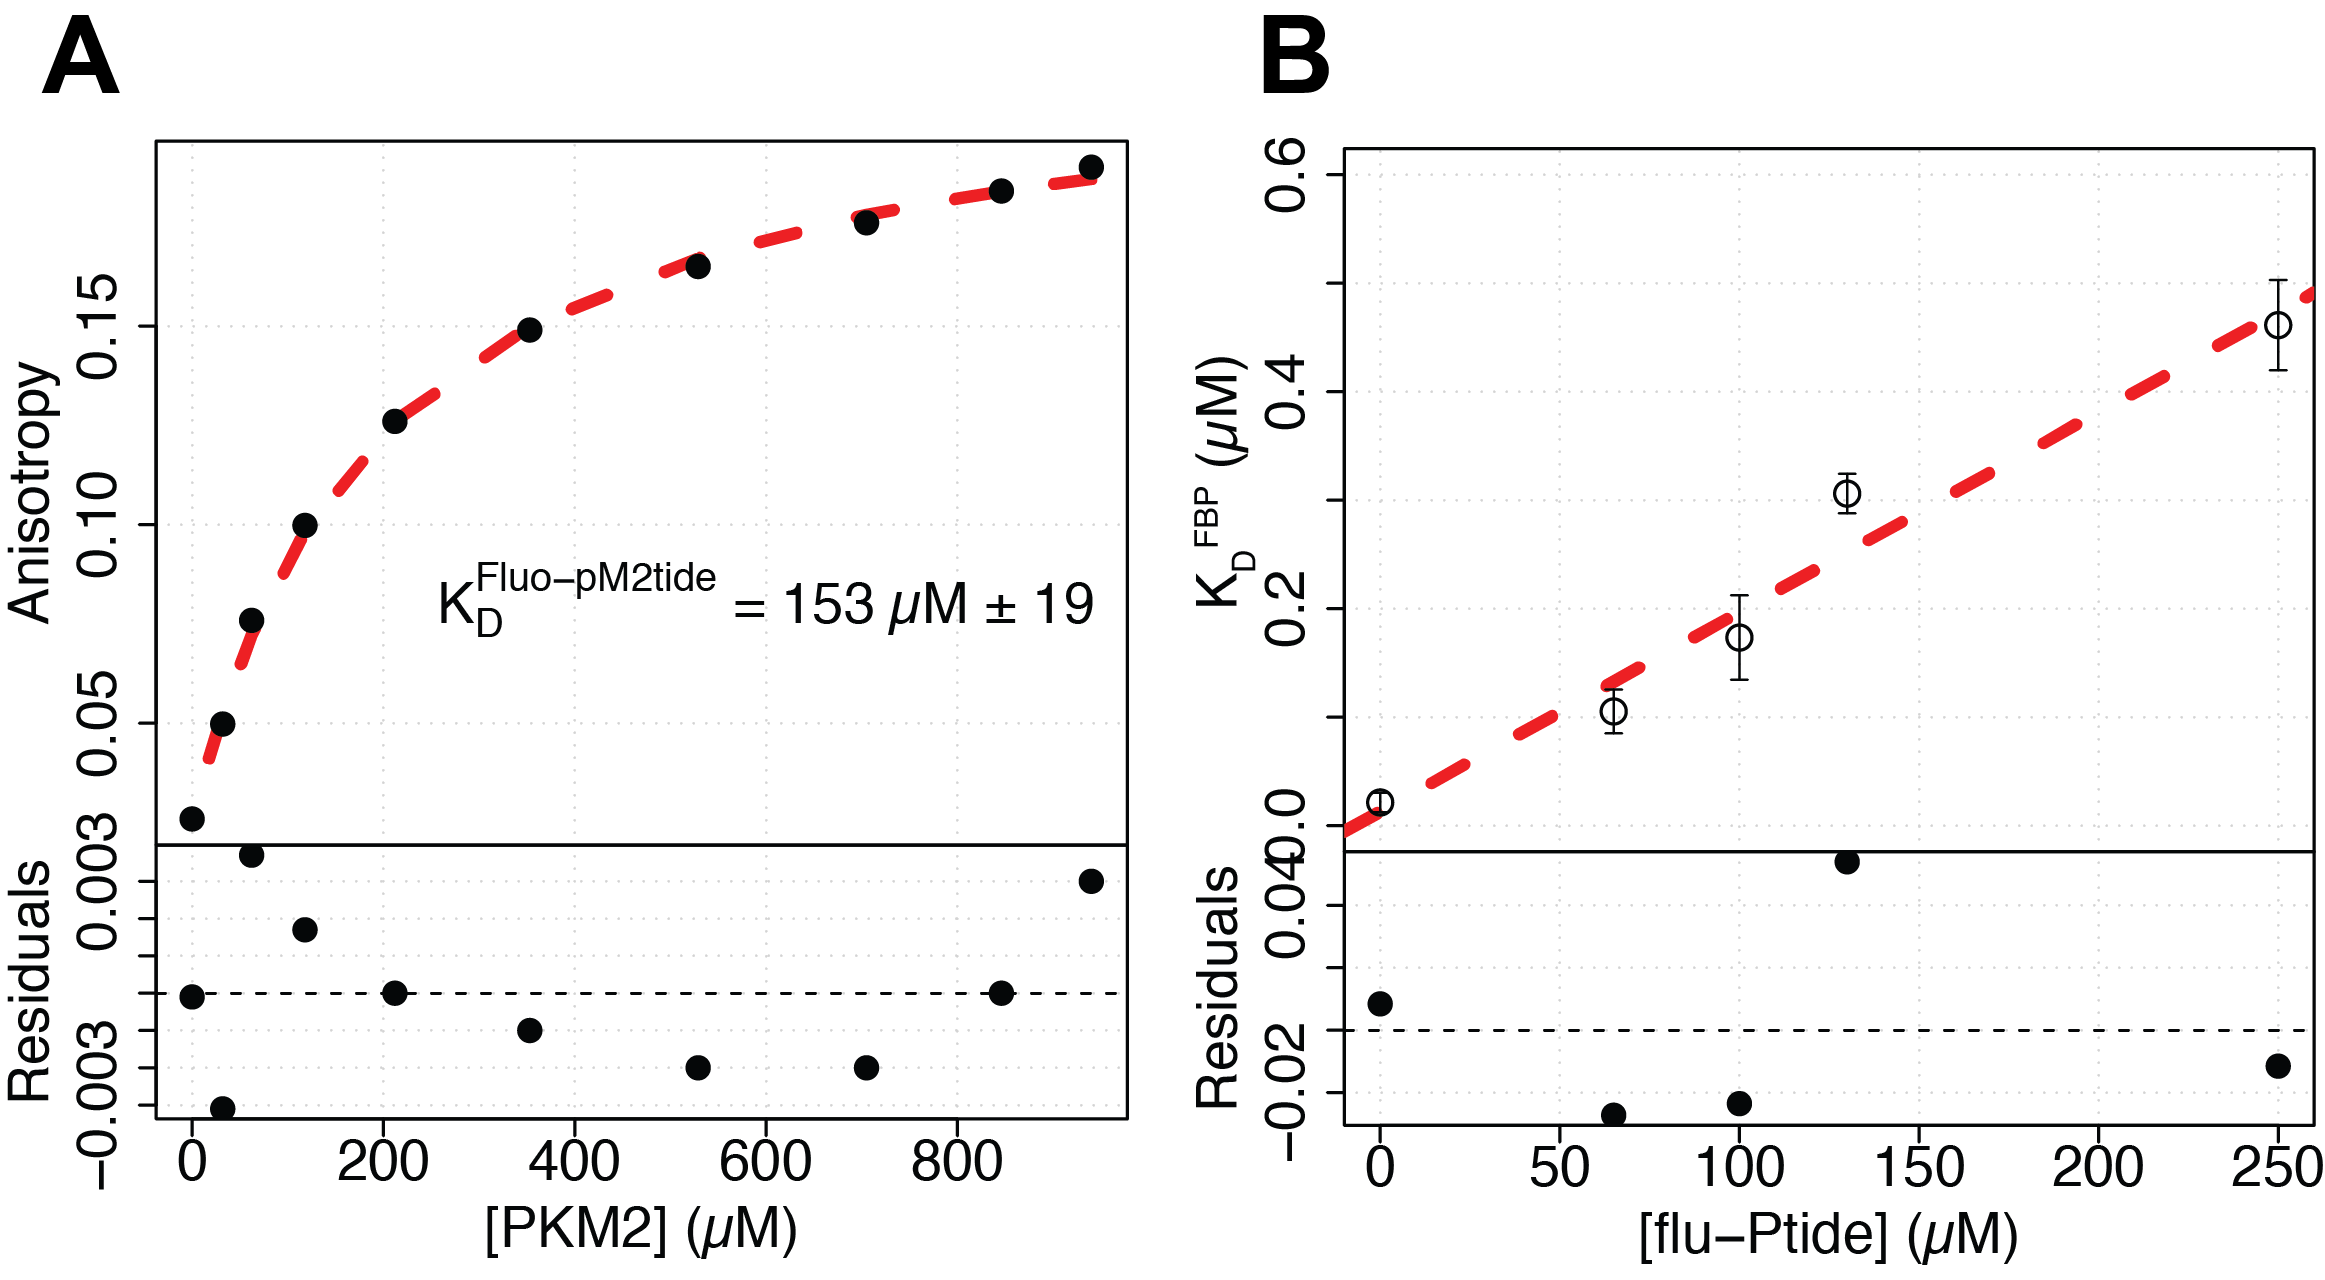 A
Anisotropy
0.15
0.10
0.05
K_D^Fluo−pM2tide = 153 µM ± 19
Residuals
0.003
−0.003
0 200 400 600 800
[PKM2] (µM)
B
K_D^FBP (µM)
0.6
0.4
0.2
0.0
Residuals
0.04
−0.02
0 50 100 150 200 250
[flu−Ptide] (µM)